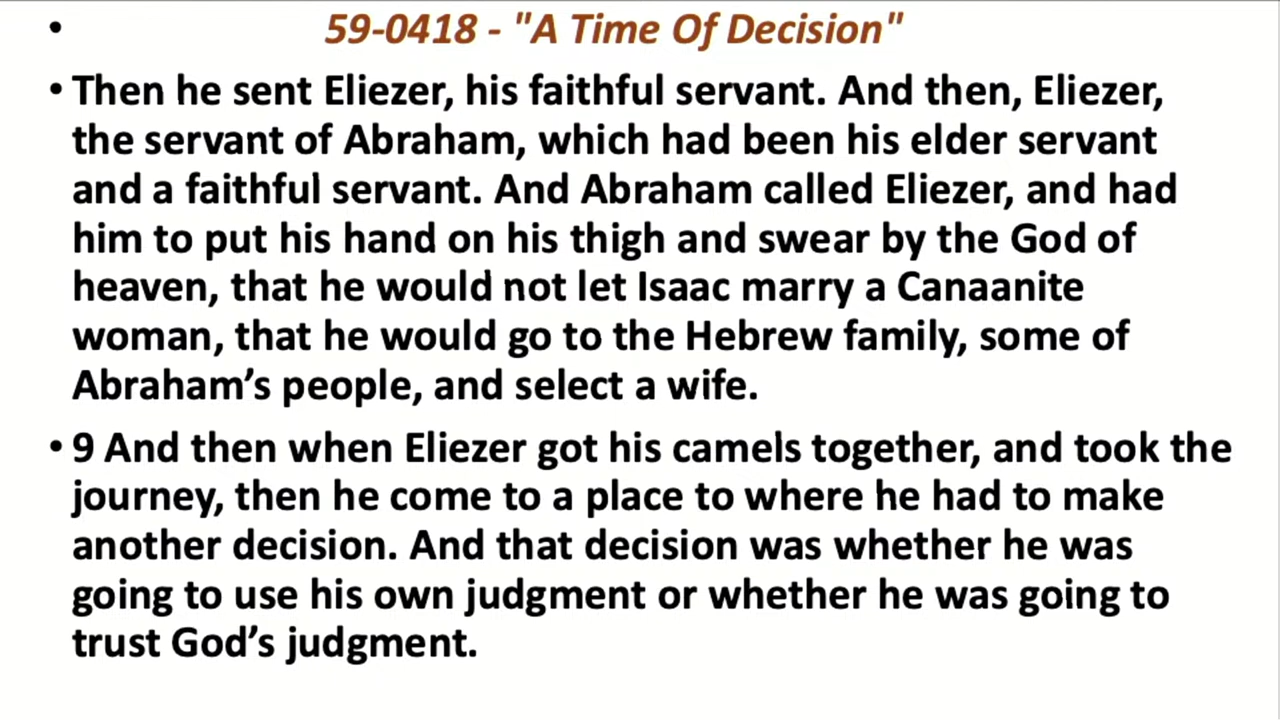 • 59-0418 - "A Time Of Decision"
• Then he sent Eliezer, his faithful servant. And then, Eliezer,
the servant of Abraham, which had been his elder servant
and a faithful servant. And Abraham called Eliezer, and had
him to put his hand on his thigh and swear by the God of
heaven, that he would not let Isaac marry a Canaanite
woman, that he would go to the Hebrew family, some of
Abraham’s people, and select a wife.
• 9 And then when Eliezer got his camels together, and took the
journey, then he come to a place to where he had to make
another decision. And that decision was whether he was
going to use his own judgment or whether he was going to
trust God’s judgment.